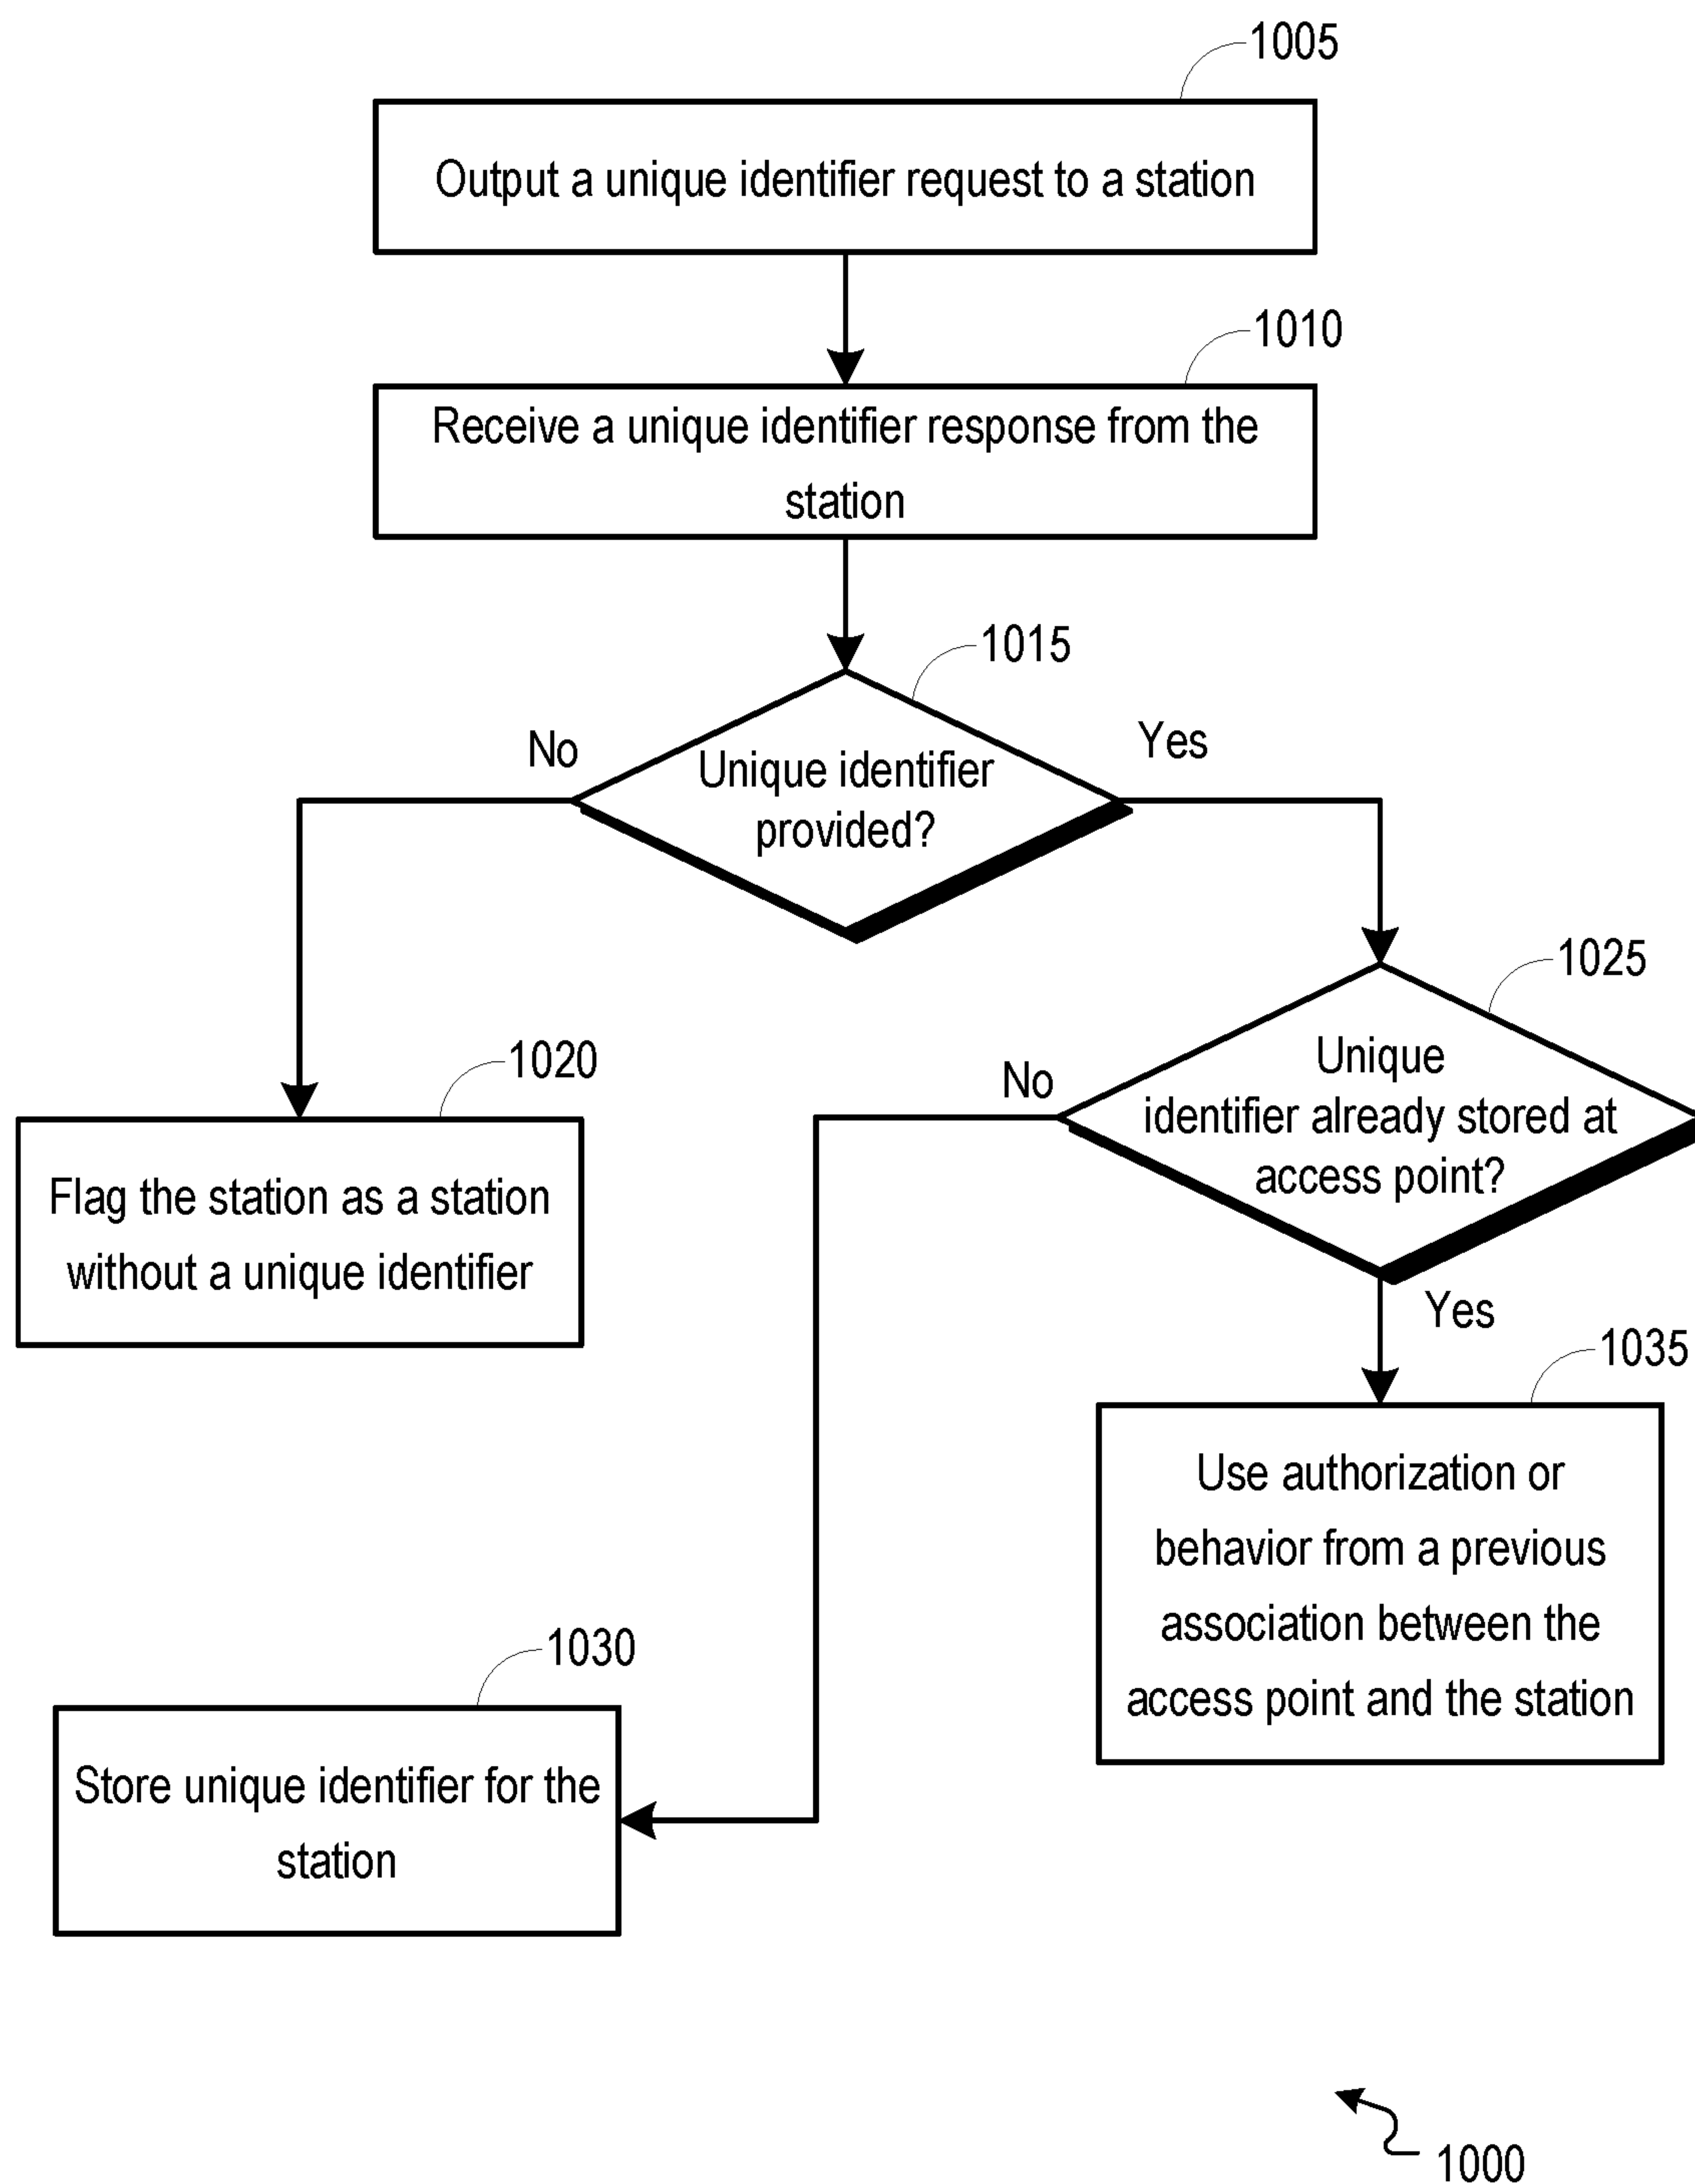 1005
Output a unique identifier request to a station
1010
Receive a unique identifier response from the
station
1015
No
Yes
Unique identifier
provided?
1025
Unique
identifier already stored at
access point?
No
Yes
1020
Flag the station as a station
without a unique identifier
1035
Use authorization or
behavior from a previous
association between the
access point and the station
1030
Store unique identifier for the
station
1000